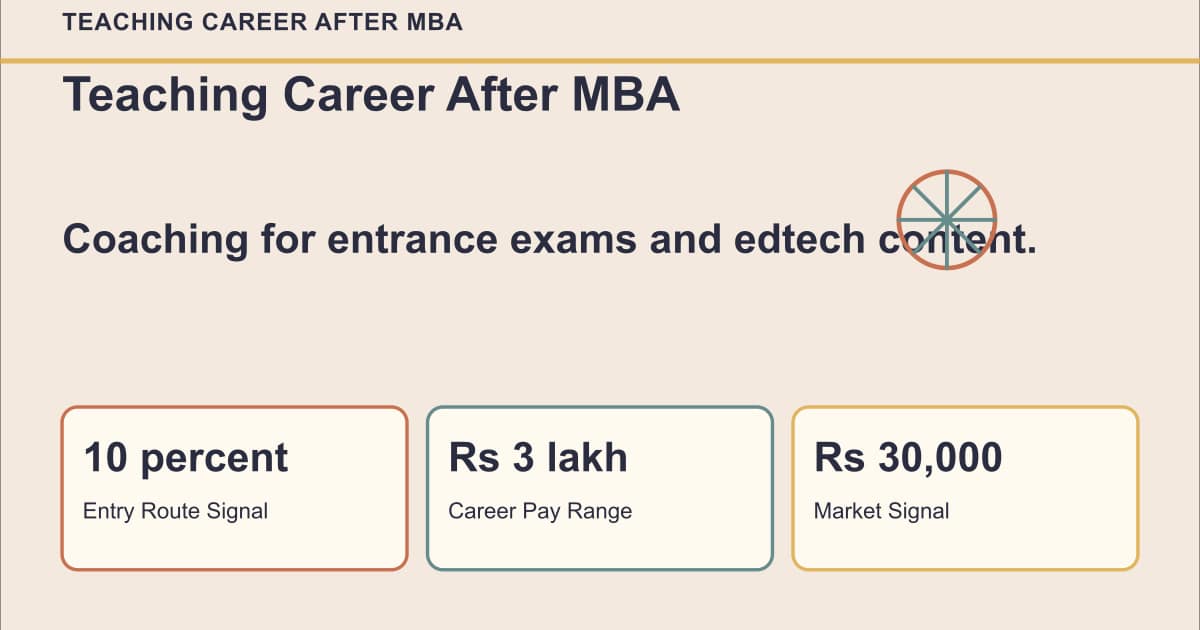 TEACHING CAREER AFTER MBA
Teaching Career After MBA
Coaching for entrance exams and edtech content.
10 percent
Entry Route Signal
Rs 3 lakh
Career Pay Range
Rs 30,000
Market Signal